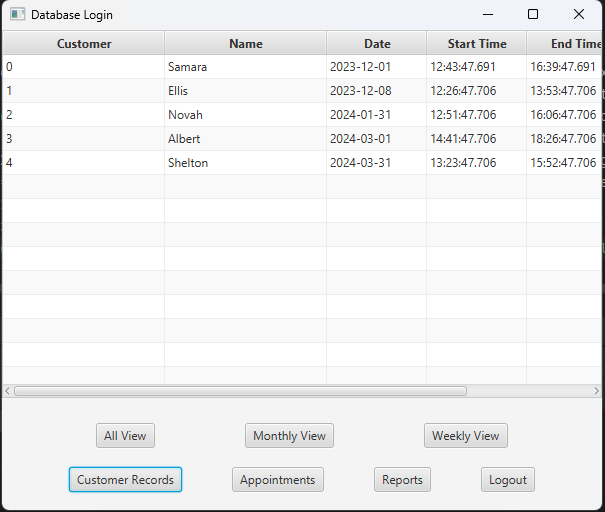 Database Login
Customer Name Date Start Time End Time
0 Samara 2023-12-01 12:43:47.691 16:39:47.691
1 Ellis 2023-12-08 12:26:47.706 13:53:47.706
2 Novah 2024-01-31 12:51:47.706 16:06:47.706
3 Albert 2024-03-01 14:41:47.706 18:26:47.706
4 Shelton 2024-03-31 13:23:47.706 15:52:47.706
All View Monthly View Weekly View
Customer Records Appointments Reports Logout